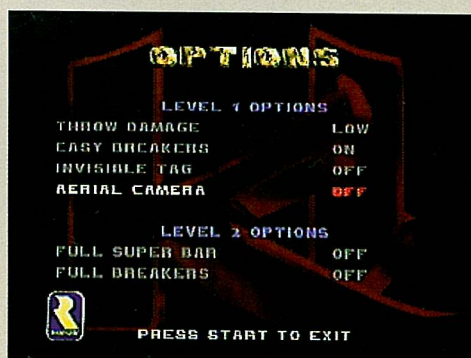 OPTIONS
LEVEL 1 OPTIONS
THROW DAMAGE LOW
EASY BREAKERS ON
INVISIBLE TAG OFF
AERIAL CAMERA OFF
LEVEL 2 OPTIONS
FULL SUPER BAR OFF
FULL BREAKERS OFF
PRESS START TO EXIT